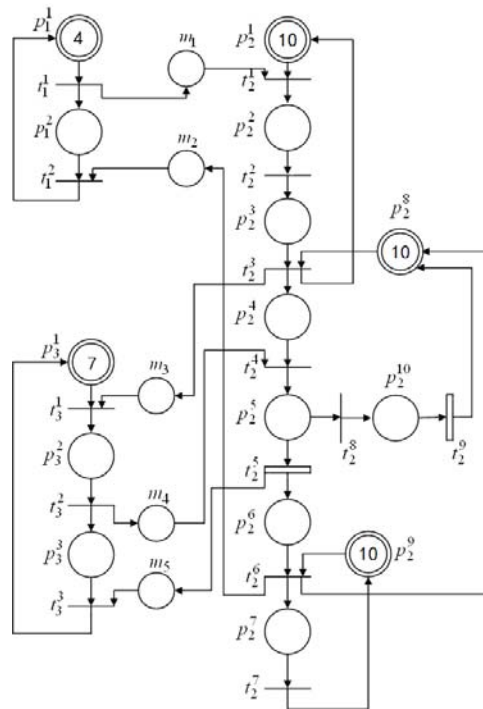 p_1^1 4 m_1 p_2^1 10
t_1^1 t_2^1
p_1^2 p_2^2
m_2
t_1^2 t_2^2
p_2^3 p_2^8
10
t_2^3
p_2^4
p_3^1 7 m_3
t_2^4
t_3^1 p_2^5 p_2^10
p_3^2 t_2^8 t_2^9
m_4 t_2^5
t_3^2
p_2^6
p_3^3 10 p_2^9
m_5 t_2^6
t_3^3
p_2^7
t_2^7